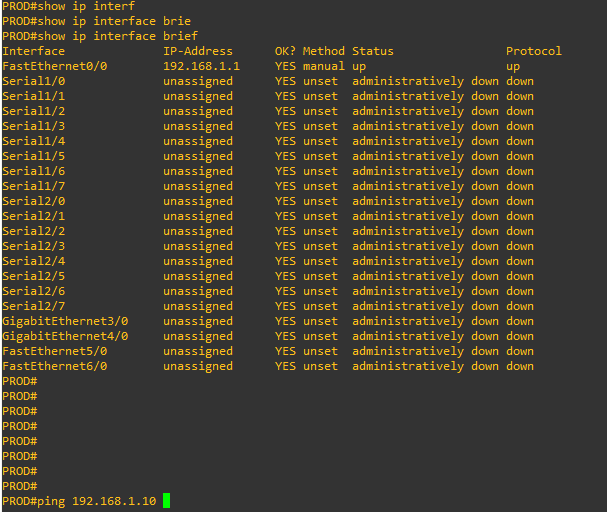 PROD#show ip interf
PROD#show ip interface brie
PROD#show ip interface brief
Interface              IP-Address      OK? Method Status                Protocol
FastEthernet0/0        192.168.1.1     YES manual up                    up
Serial1/0              unassigned      YES unset  administratively down down
Serial1/1              unassigned      YES unset  administratively down down
Serial1/2              unassigned      YES unset  administratively down down
Serial1/3              unassigned      YES unset  administratively down down
Serial1/4              unassigned      YES unset  administratively down down
Serial1/5              unassigned      YES unset  administratively down down
Serial1/6              unassigned      YES unset  administratively down down
Serial1/7              unassigned      YES unset  administratively down down
Serial2/0              unassigned      YES unset  administratively down down
Serial2/1              unassigned      YES unset  administratively down down
Serial2/2              unassigned      YES unset  administratively down down
Serial2/3              unassigned      YES unset  administratively down down
Serial2/4              unassigned      YES unset  administratively down down
Serial2/5              unassigned      YES unset  administratively down down
Serial2/6              unassigned      YES unset  administratively down down
Serial2/7              unassigned      YES unset  administratively down down
GigabitEthernet3/0     unassigned      YES unset  administratively down down
GigabitEthernet4/0     unassigned      YES unset  administratively down down
FastEthernet5/0        unassigned      YES unset  administratively down down
FastEthernet6/0        unassigned      YES unset  administratively down down
PROD#
PROD#
PROD#
PROD#
PROD#
PROD#
PROD#
PROD#
PROD#ping 192.168.1.10